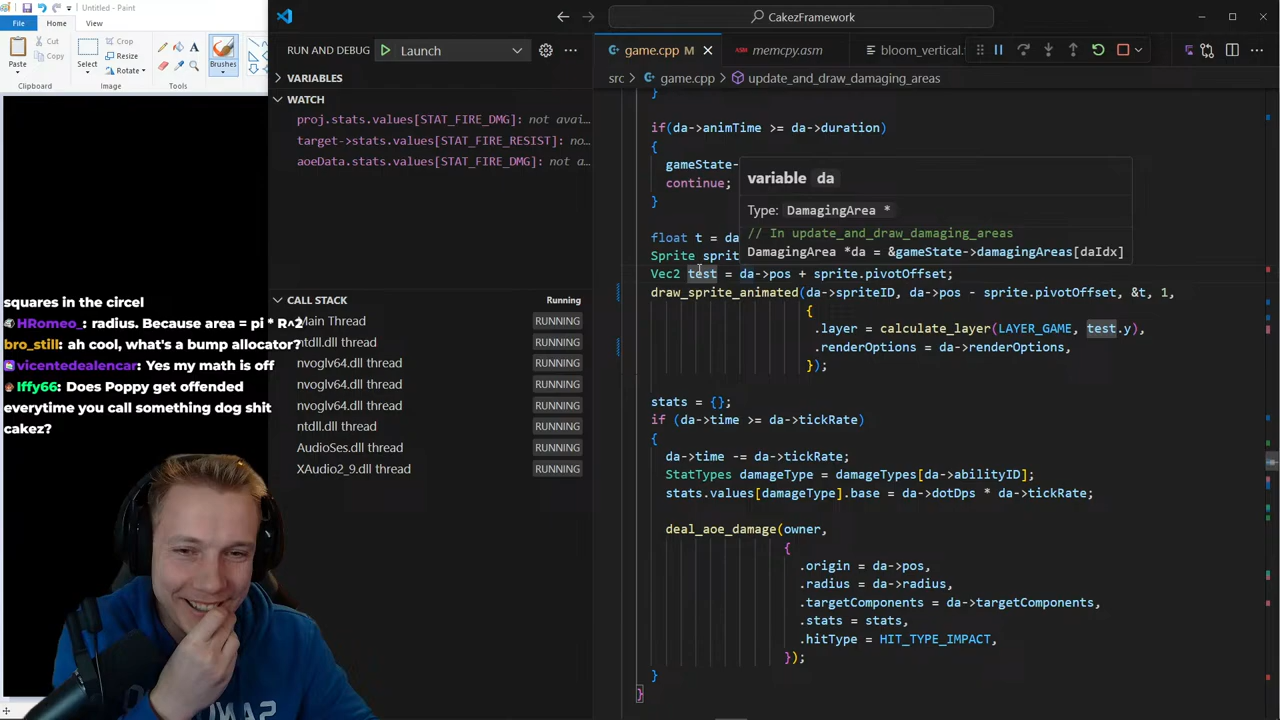 Untitled - Paint
File Home View
Paste Cut Copy
Select Crop Resize Rotate
Brushes
Clipboard Image Tools
squares in the circel
HRomeo_: radius. Because area = pi * R^2
bro_still: ah cool, what's a bump allocator?
vicentedealencar: Yes my math is off
Iffy66: Does Poppy get offended
everytime you call something dog shit
cakez?
CakezFramework
RUN AND DEBUG Launch
VARIABLES
WATCH
proj.stats.values[STAT_FIRE_DMG]: not avai…
target->stats.values[STAT_FIRE_RESIST]: no…
aoeData.stats.values[STAT_FIRE_DMG]: not a…
CALL STACK Running
Main Thread RUNNING
ntdll.dll thread RUNNING
nvoglv64.dll thread RUNNING
nvoglv64.dll thread RUNNING
nvoglv64.dll thread RUNNING
ntdll.dll thread RUNNING
AudioSes.dll thread RUNNING
XAudio2_9.dll thread RUNNING
game.cpp M memcpy.asm bloom_vertical.
src > game.cpp > update_and_draw_damaging_areas
}
if(da->animTime >= da->duration)
{
gameState-
continue;
}
variable da
Type: DamagingArea *
// In update_and_draw_damaging_areas
DamagingArea *da = &gameState->damagingAreas[daIdx]
float t = da
Sprite sprit
Vec2 test = da->pos + sprite.pivotOffset;
draw_sprite_animated(da->spriteID, da->pos - sprite.pivotOffset, &t, 1,
{
.layer = calculate_layer(LAYER_GAME, test.y),
.renderOptions = da->renderOptions,
});
stats = {};
if (da->time >= da->tickRate)
{
da->time -= da->tickRate;
StatTypes damageType = damageTypes[da->abilityID];
stats.values[damageType].base = da->dotDps * da->tickRate;
deal_aoe_damage(owner,
{
.origin = da->pos,
.radius = da->radius,
.targetComponents = da->targetComponents,
.stats = stats,
.hitType = HIT_TYPE_IMPACT,
});
}
}